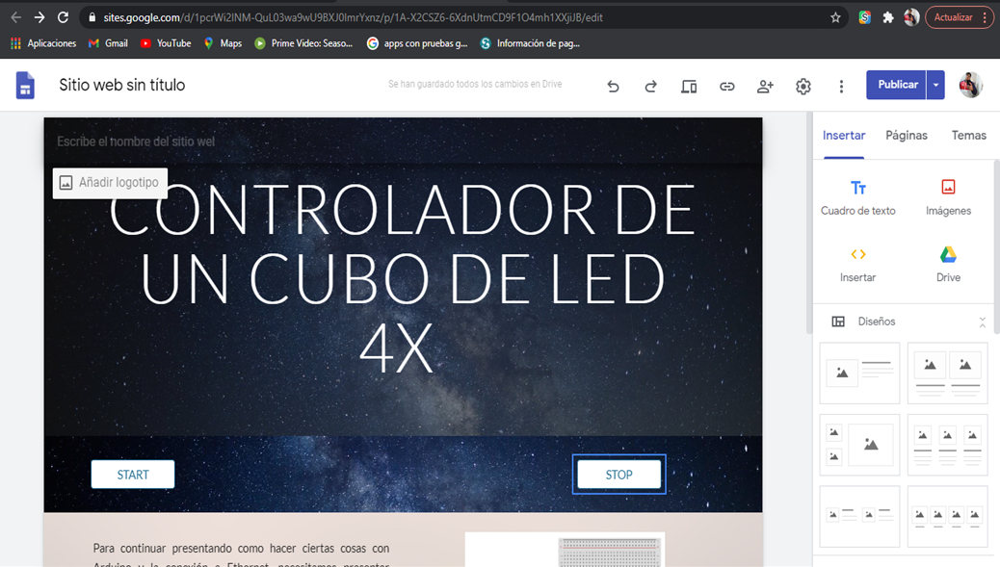 sites.google.com/d/1pcrWi2INM-QuL03wa9wU9BXJ0lmrYxnz/p/1A-X2CSZ6-6XdnUtmCD9F1O4mh1XXjiJB/edit
Actualizar
Aplicaciones
Gmail
YouTube
Maps
Prime Video: Seaso...
apps con pruebas g...
Información de pag...
Sitio web sin título
Se han guardado todos los cambios en Drive
Publicar
Escribe el nombre del sitio wel
Añadir logotipo
CONTROLADOR DE
UN CUBO DE LED
4X
START
STOP
Para continuar presentando como hacer ciertas cosas con
Arduino y la conexión a Ethernet, necesitamos presentar
Insertar
Páginas
Temas
Cuadro de texto
Imágenes
Insertar
Drive
Diseños